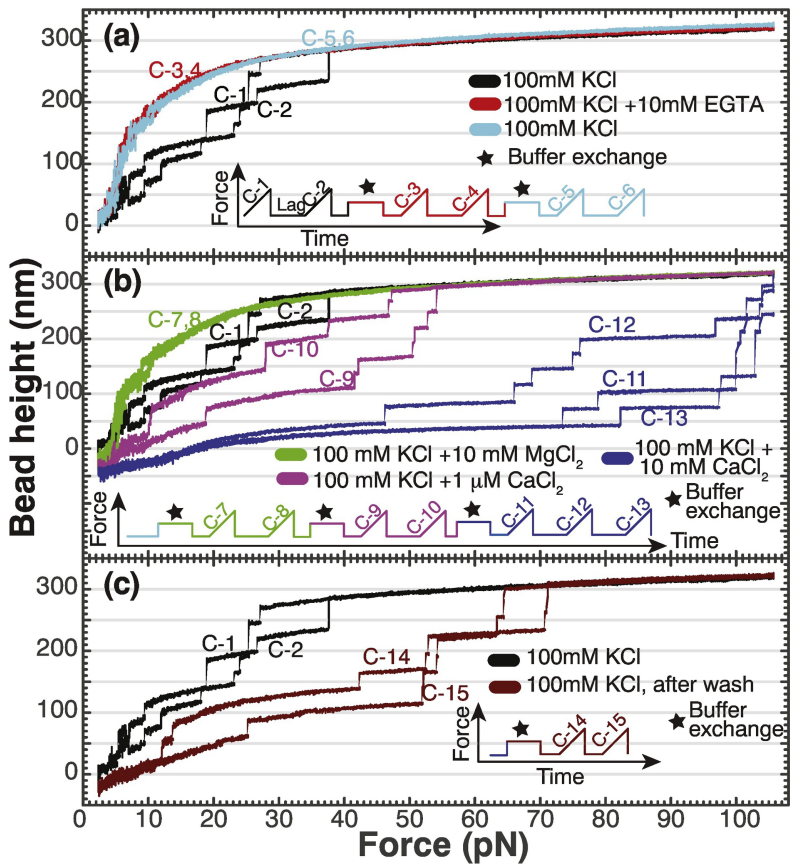 Bead height (nm)
(a)
300
200
100
0
C-5,6
C-3,4
C-1
C-2
100mM KCl
100mM KCl +10mM EGTA
100mM KCl
★ Buffer exchange
Force
C-1
Lag
C-2
C-3
C-4
C-5
C-6
Time
(b)
300
200
100
0
C-7,8
C-1
C-2
C-10
C-9
C-12
C-11
C-13
100 mM KCl +10 mM MgCl₂
100 mM KCl +1 μM CaCl₂
100 mM KCl +
10 mM CaCl₂
★ Buffer
exchange
Force
C-7
C-8
C-9
C-10
C-11
C-12
C-13
Time
(c)
300
200
100
0
C-1
C-2
C-14
C-15
100mM KCl
100mM KCl, after wash
★ Buffer
exchange
Force
C-14
C-15
Time
0 10 20 30 40 50 60 70 80 90 100
Force (pN)